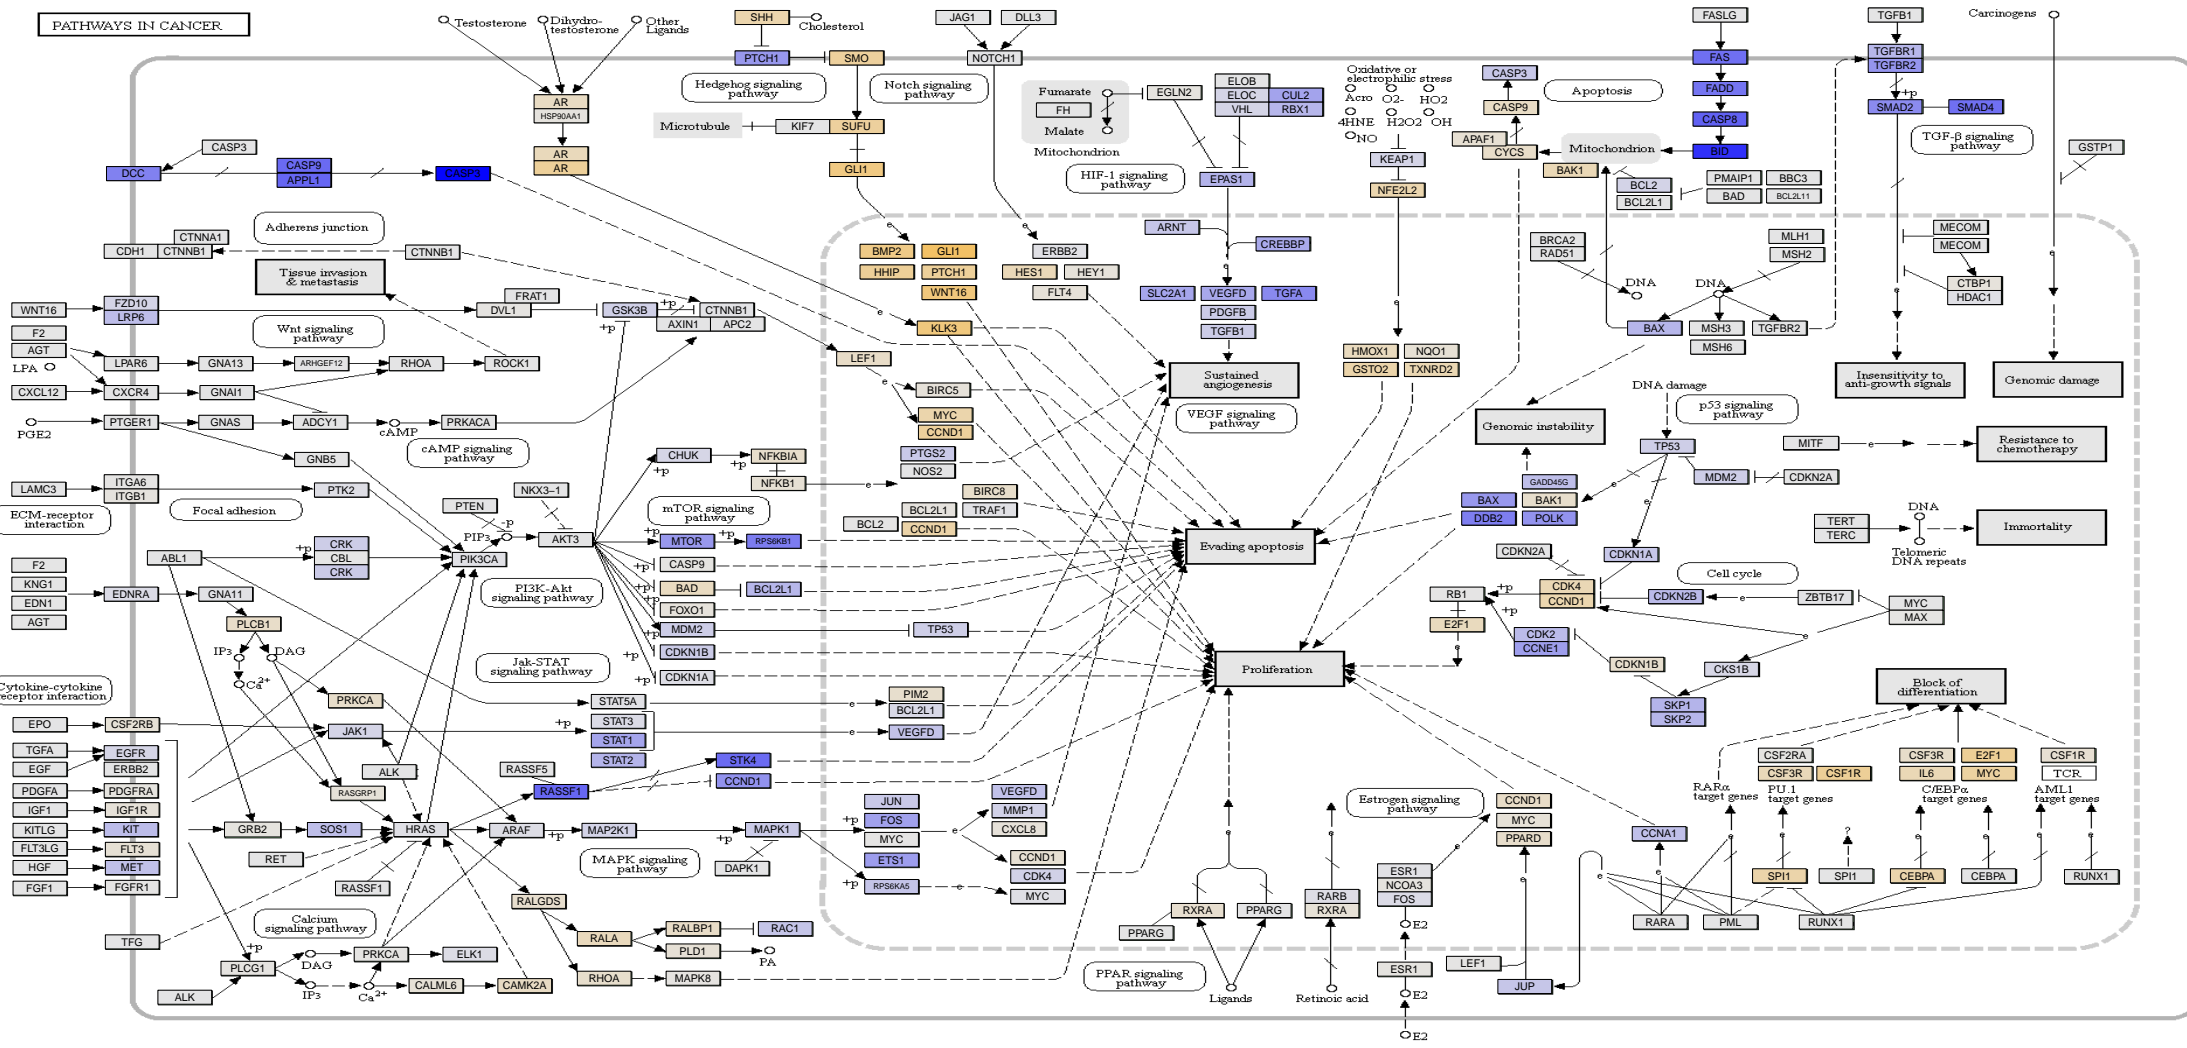 PATHWAYS IN CANCER
Testosterone
Dihydro-
testosterone
Other
Ligands
SHH
Cholesterol
JAG1
DLL3
FASLG
TGFB1
Carcinogens
PTCH1
SMO
NOTCH1
Hedgehog signaling
pathway
Notch signaling
pathway
Fumarate
FH
Malate
Mitochondrion
EGLN2
ELOB
ELOC
CUL2
VHL
RBX1
Oxidative or
electrophilic stress
Acro
O2-
HO2
4HNE
H2O2
OH
NO
CASP3
CASP9
Apoptosis
FAS
FADD
CASP8
BID
TGFBR1
TGFBR2
+p
SMAD2
SMAD4
TGF-β signaling
pathway
GSTP1
AR
HSP90AA1
AR
AR
Microtubule
KIF7
SUFU
GLI1
HIF-1 signaling
pathway
EPAS1
KEAP1
NFE2L2
APAF1
CYCS
BAK1
Mitochondrion
BCL2
BCL2L1
PMAIP1
BBC3
BAD
BCL2L11
CASP3
DCC
CASP9
APPL1
CASP3
Adherens junction
CTNNA1
CDH1
CTNNB1
CTNNB1
Tissue invasion
& metastasis
e
BMP2
GLI1
HHIP
PTCH1
WNT16
KLK3
e
ERBB2
HES1
HEY1
FLT4
ARNT
e
CREBBP
SLC2A1
VEGFD
TGFA
PDGFB
TGFB1
BRCA2
RAD51
DNA
MLH1
MSH2
DNA
BAX
MSH3
TGFBR2
MSH6
MECOM
MECOM
CTBP1
HDAC1
e
e
e
e
WNT16
FZD10
LRP6
FRAT1
DVL1
GSK3B
+p
+p
CTNNB1
AXIN1
APC2
Wnt signaling
pathway
F2
AGT
LPA
LPAR6
GNA13
ARHGEF12
RHOA
ROCK1
CXCL12
CXCR4
GNAI1
PGE2
PTGER1
GNAS
ADCY1
cAMP
PRKACA
cAMP signaling
pathway
GNB5
LEF1
e
BIRC5
MYC
CCND1
Sustained
angiogenesis
VEGF signaling
pathway
HMOX1
NQO1
GSTO2
TXNRD2
Insensitivity to
anti-growth signals
Genomic damage
DNA damage
p53 signaling
pathway
Genomic instability
TP53
MDM2
CDKN2A
MITF
e
Resistance to
chemotherapy
LAMC3
ITGA6
ITGB1
PTK2
ECM-receptor
interaction
Focal adhesion
PTEN
NKX3-1
-p
PIP3
AKT3
CHUK
+p
+p
NFKBIA
NFKB1
e
PTGS2
NOS2
mTOR signaling
pathway
+p
MTOR
+p
RPS6KB1
BIRC8
BCL2L1
TRAF1
BCL2
CCND1
e
Evading apoptosis
GADD45G
BAX
BAK1
DDB2
POLK
e
e
TERT
TERC
DNA
Telomeric
DNA repeats
Immortality
ABL1
+p
CRK
CBL
CRK
PIK3CA
PI3K-Akt
signaling pathway
+p
CASP9
+p
BAD
BCL2L1
+p
FOXO1
+p
MDM2
TP53
+p
CDKN1B
+p
CDKN1A
F2
KNG1
EDN1
AGT
EDNRA
GNA11
PLCB1
IP3
DAG
Ca2+
PRKCA
CDKN2A
CDKN1A
Cell cycle
RB1
+p
+p
CDK4
CCND1
CDKN2B
e
ZBTB17
MYC
MAX
E2F1
e
CDK2
CCNE1
e
CDKN1B
CKS1B
SKP1
SKP2
Block of
differentiation
Proliferation
Jak-STAT
signaling pathway
Cytokine-cytokine
receptor interaction
EPO
CSF2RB
JAK1
+p
STAT5A
STAT3
STAT1
STAT2
e
e
PIM2
BCL2L1
VEGFD
TGFA
EGF
PDGFA
IGF1
KITLG
FLT3LG
HGF
FGF1
EGFR
ERBB2
PDGFRA
IGF1R
KIT
FLT3
MET
FGFR1
ALK
RASGRP1
RASSF5
RASSF1
STK4
CCND1
GRB2
SOS1
HRAS
ARAF
+p
MAP2K1
+p
MAPK1
+p
+p
RET
RASSF1
MAPK signaling
pathway
DAPK1
JUN
FOS
MYC
ETS1
RPS6KA5
e
e
VEGFD
MMP1
CXCL8
CCND1
CDK4
MYC
Estrogen signaling
pathway
CCND1
MYC
PPARD
e
CSF2RA
CSF3R
CSF1R
CSF3R
E2F1
IL6
MYC
CSF1R
TCR
RARα
target genes
PU.1
target genes
C/EBPα
target genes
AML1
target genes
CCNA1
e
e
e
?
e
e
e
e
e
SPI1
SPI1
CEBPA
CEBPA
RUNX1
RARA
PML
RUNX1
Calcium
signaling pathway
TFG
PLCG1
+p
ALK
DAG
IP3
PRKCA
ELK1
Ca2+
CALML6
CAMK2A
RALGDS
RALA
RALBP1
RAC1
PLD1
PA
RHOA
MAPK8
e
e
RXRA
PPARG
PPARG
PPAR signaling
pathway
Ligands
RARB
RXRA
Retinoic acid
ESR1
NCOA3
FOS
e
E2
ESR1
E2
E2
LEF1
e
JUP